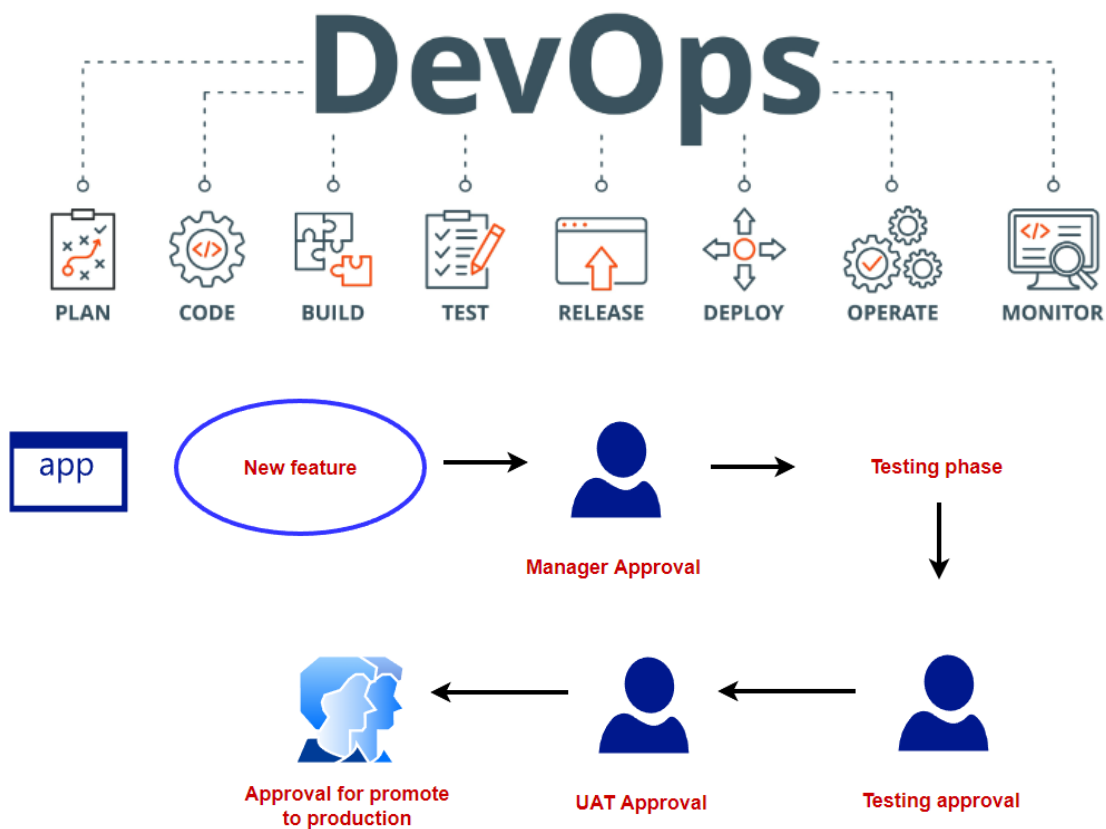 DevOps
PLAN
CODE
</>
BUILD
TEST
RELEASE
DEPLOY
OPERATE
MONITOR
</>
app
New feature
Manager Approval
Testing phase
Approval for promote
to production
UAT Approval
Testing approval